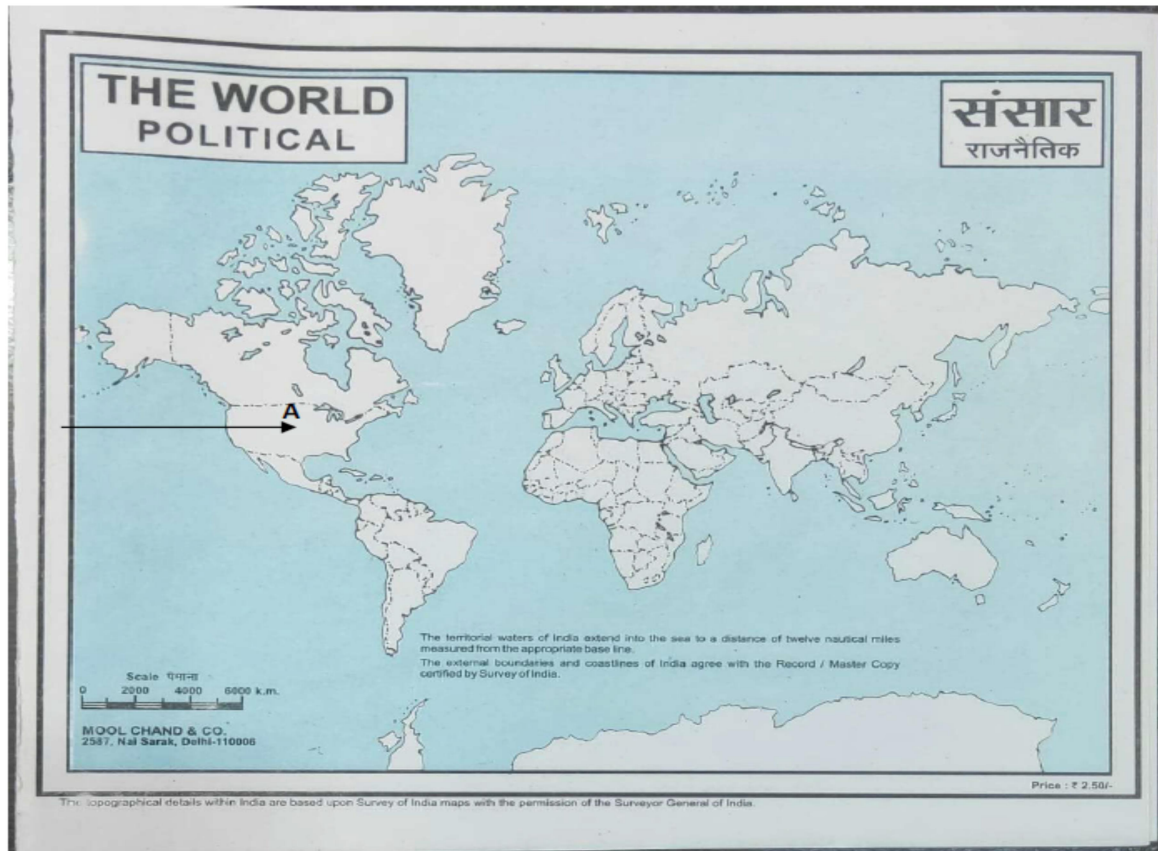 THE WORLD
POLITICAL
संसार
राजनैतिक
A
The territorial waters of India extend into the sea to a distance of twelve nautical miles
measured from the appropriate base line.
The external boundaries and coastlines of India agree with the Record / Master Copy
certified by Survey of India.
Scale पैमाना
0 2000 4000 6000 k.m.
MOOL CHAND & CO.
2587, Nai Sarak, Delhi-110006
Price : ₹ 2.50/-
The topographical details within India are based upon Survey of India maps with the permission of the Surveyor General of India.